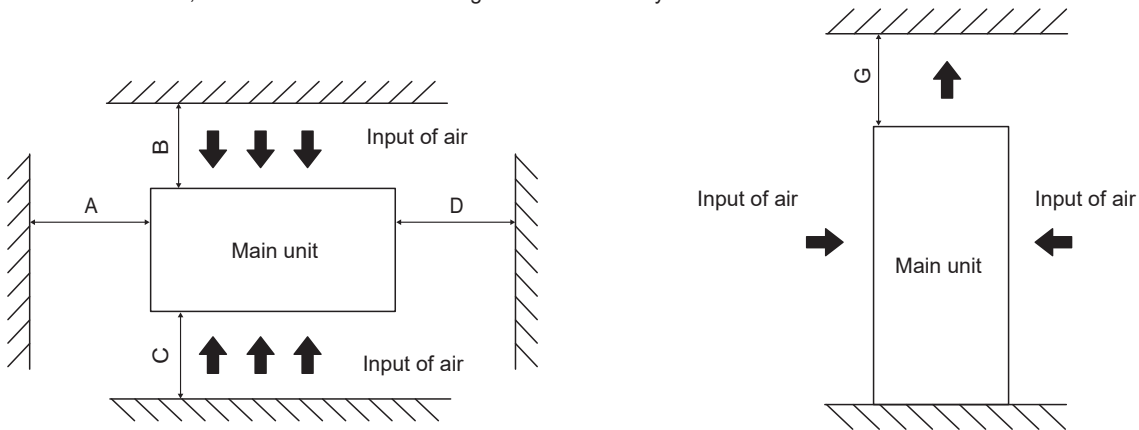 G
B
Input of air
A
D
Input of air
Input of air
Main unit
Main unit
C
Input of air